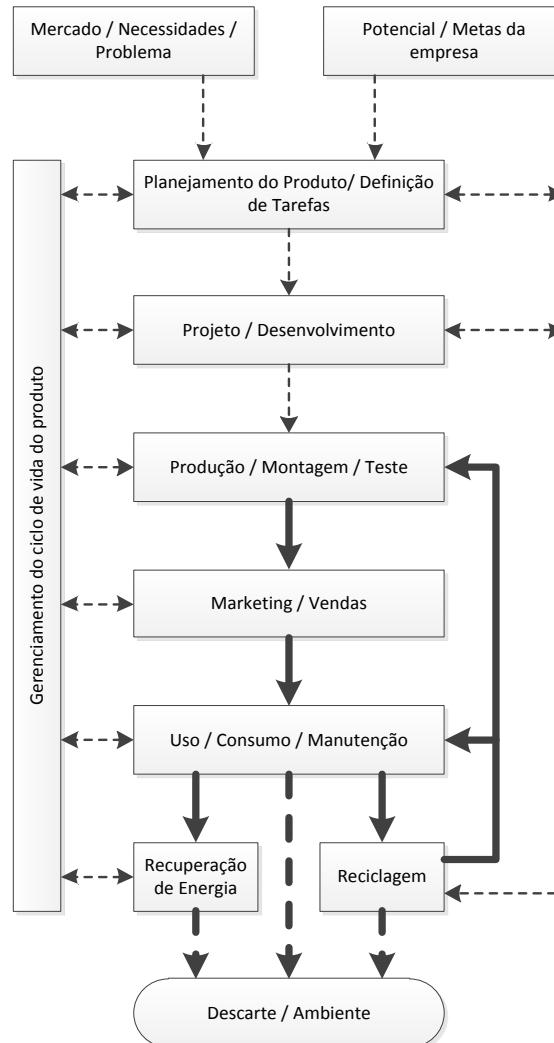 Mercado / Necessidades /
Problema
Potencial / Metas da
empresa
Gerenciamento do ciclo de vida do produto
Planejamento do Produto/ Definição
de Tarefas
Projeto / Desenvolvimento
Produção / Montagem / Teste
Marketing / Vendas
Uso / Consumo / Manutenção
Recuperação
de Energia
Reciclagem
Descarte / Ambiente